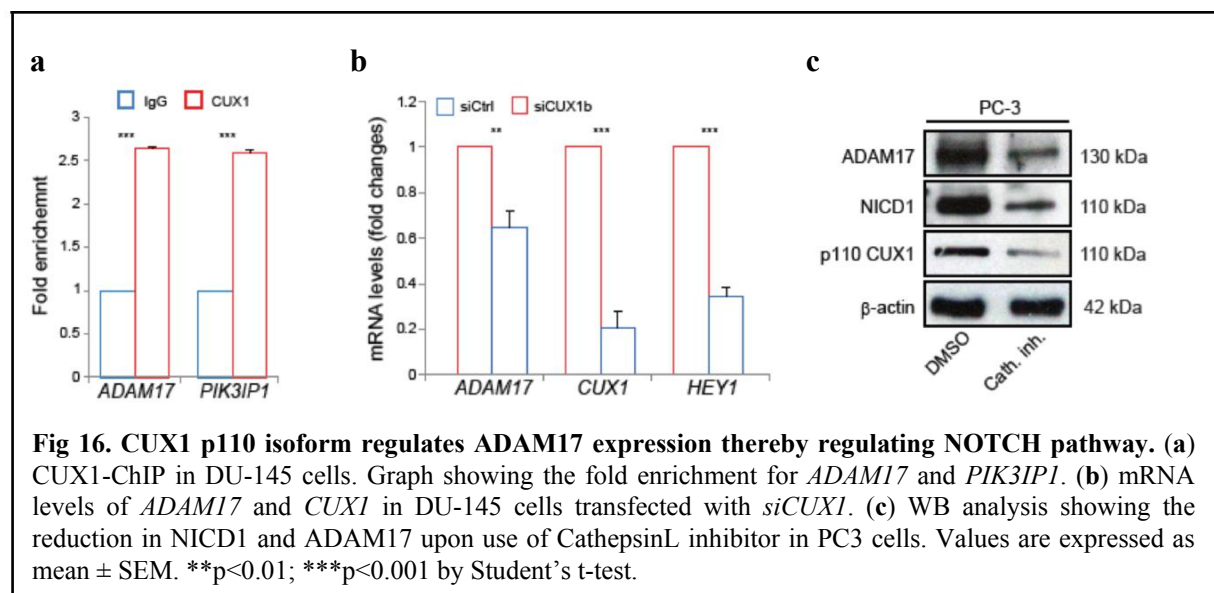 a
IgG CUX1
Fold enrichemnt
3
2.5
2
1.5
1
0.5
0
*** ***
ADAM17 PIK3IP1
b
siCtrl siCUX1b
mRNA levels (fold changes)
1.2
1
0.8
0.6
0.4
0.2
0
** *** ***
ADAM17 CUX1 HEY1
c
PC-3
ADAM17 130 kDa
NICD1 110 kDa
p110 CUX1 110 kDa
β-actin 42 kDa
DMSO Cath. inh.
Fig 16. CUX1 p110 isoform regulates ADAM17 expression thereby regulating NOTCH pathway. (a)
CUX1-ChIP in DU-145 cells. Graph showing the fold enrichment for ADAM17 and PIK3IP1. (b) mRNA
levels of ADAM17 and CUX1 in DU-145 cells transfected with siCUX1. (c) WB analysis showing the
reduction in NICD1 and ADAM17 upon use of CathepsinL inhibitor in PC3 cells. Values are expressed as
mean ± SEM. **p<0.01; ***p<0.001 by Student’s t-test.